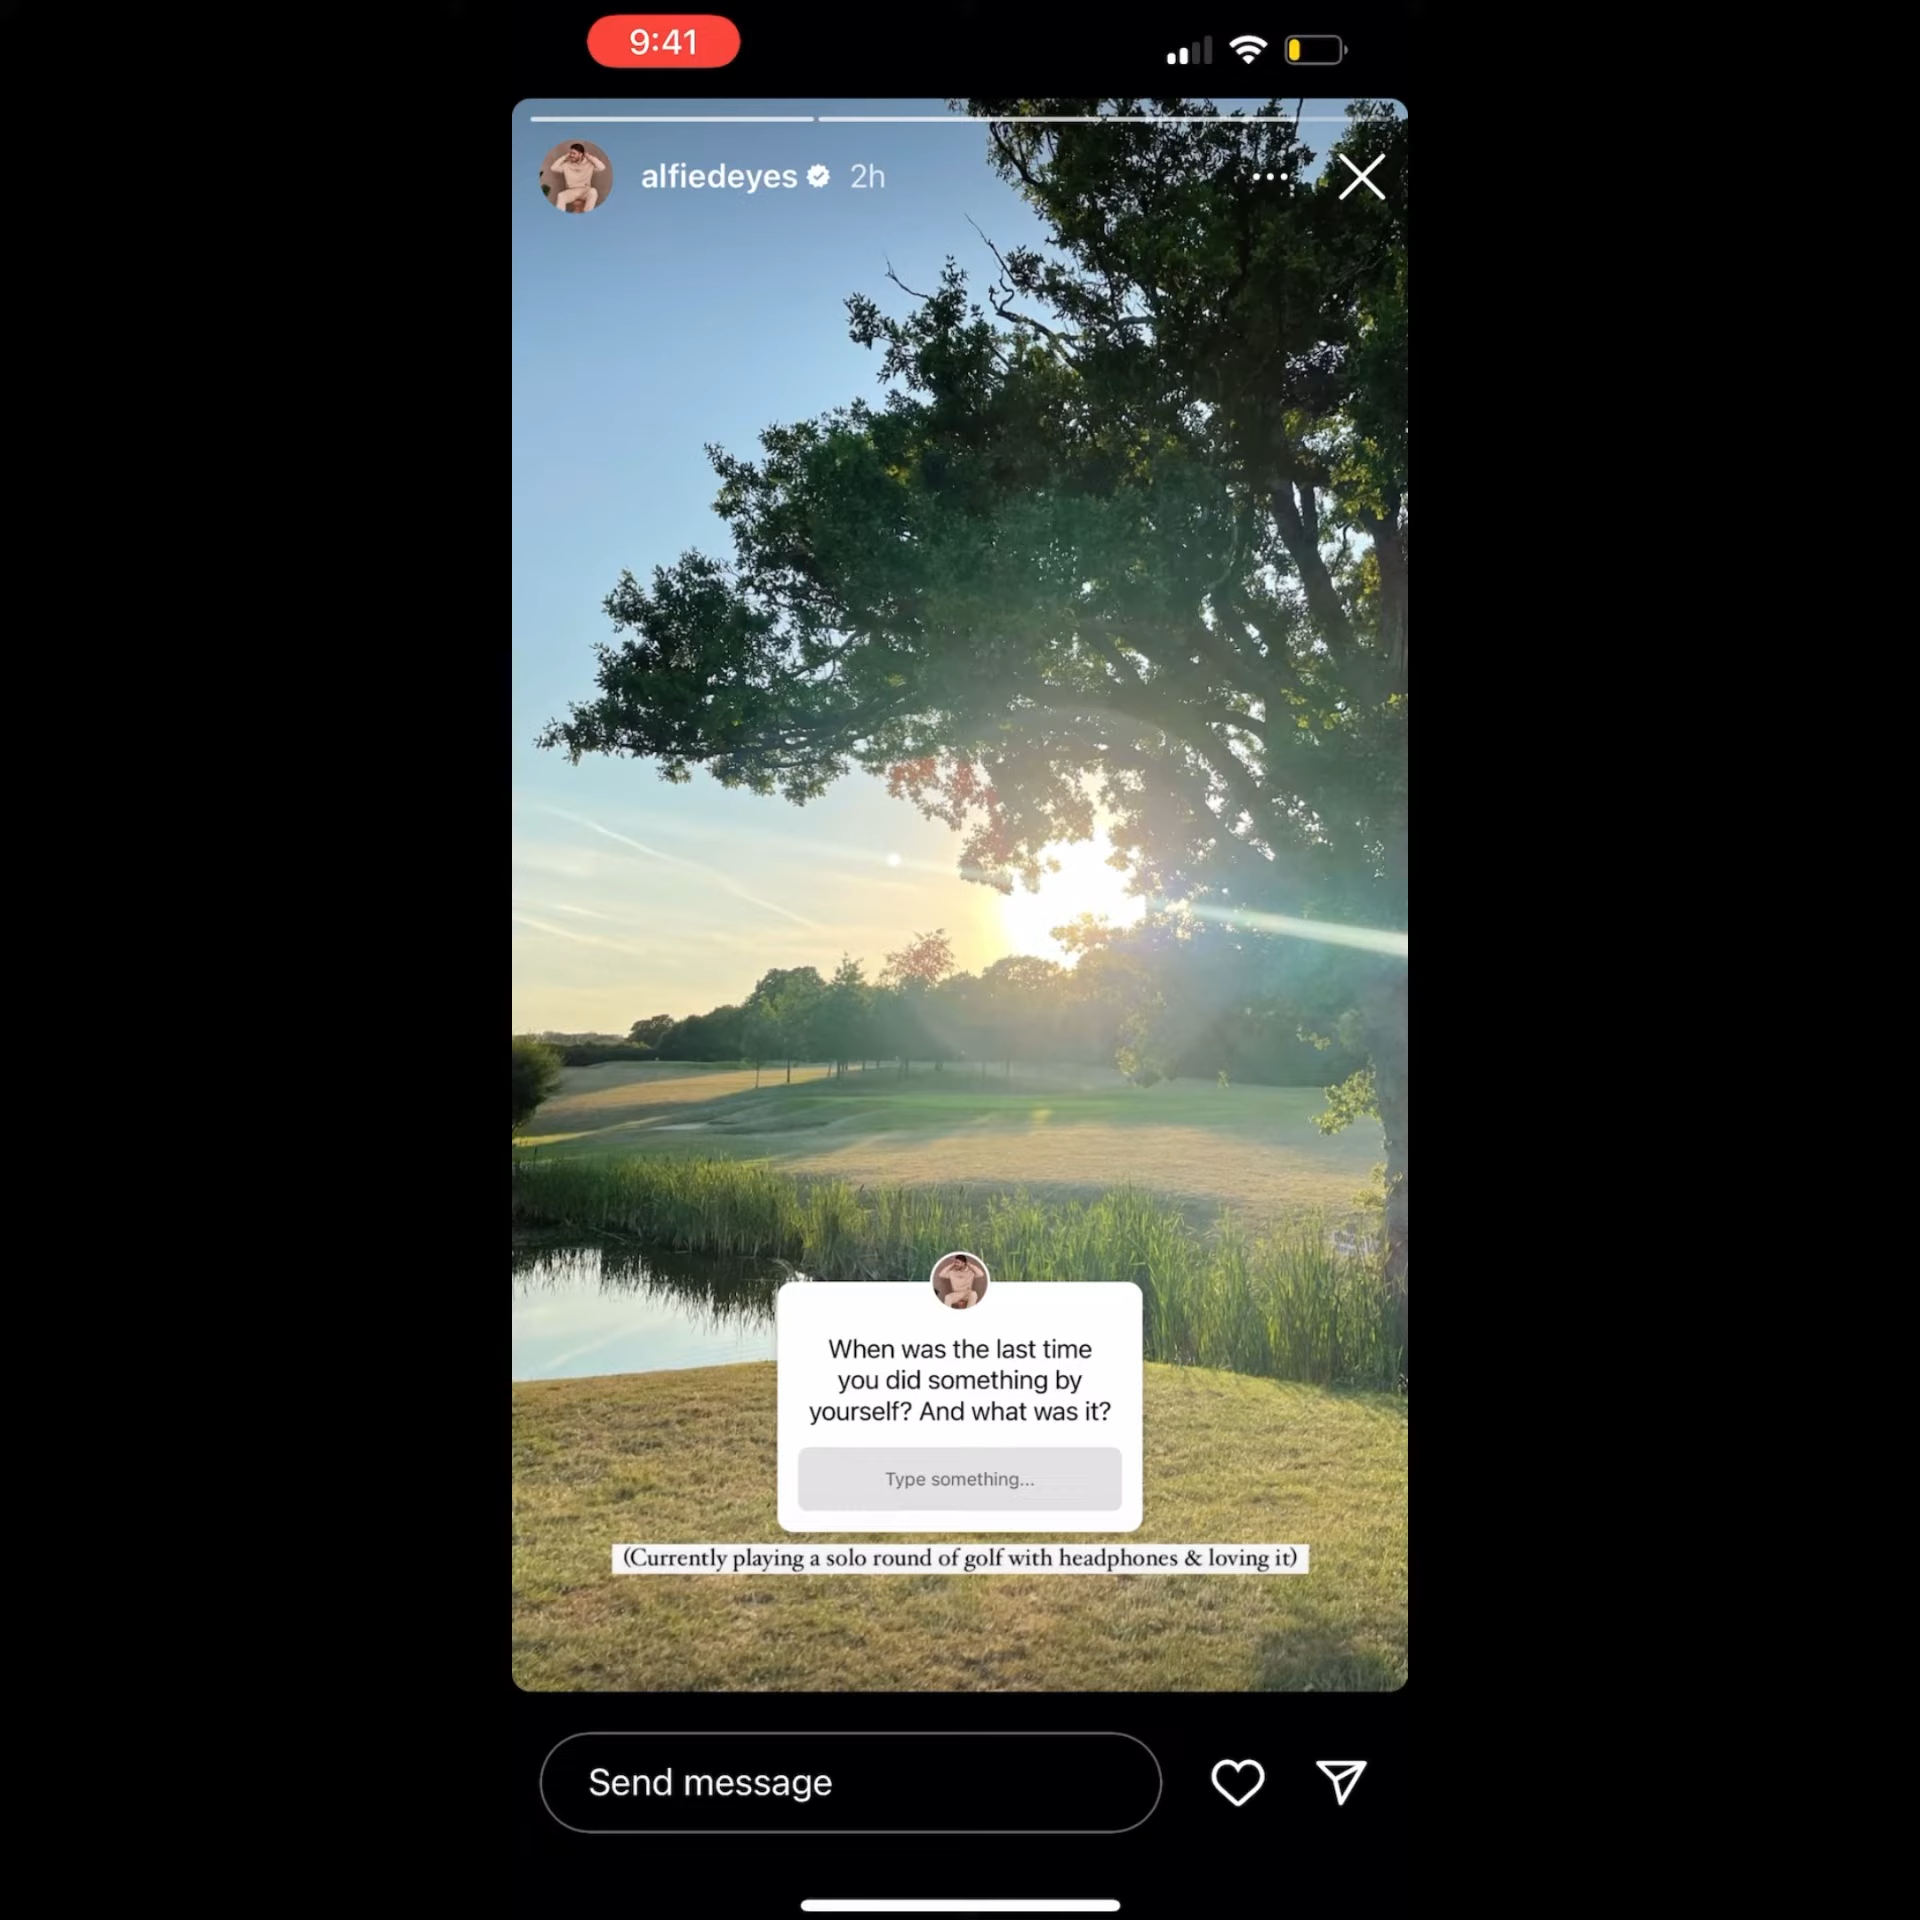 9:41
alfiedeyes 2h
When was the last time
you did something by
yourself? And what was it?
Type something...
(Currently playing a solo round of golf with headphones & loving it)
Send message